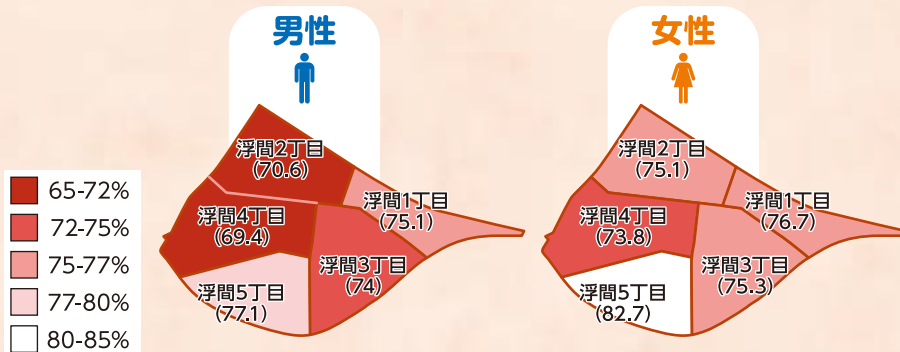 男性
女性
65-72%
72-75%
75-77%
77-80%
80-85%
浮間2丁目
(70.6)
浮間1丁目
(75.1)
浮間4丁目
(69.4)
浮間3丁目
(74)
浮間5丁目
(77.1)
浮間2丁目
(75.1)
浮間1丁目
(76.7)
浮間4丁目
(73.8)
浮間3丁目
(75.3)
浮間5丁目
(82.7)